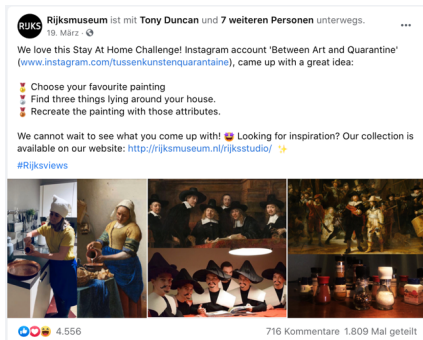 RIJKS
Rijksmuseum ist mit Tony Duncan und 7 weiteren Personen unterwegs.
19. März ·
We love this Stay At Home Challenge! Instagram account 'Between Art and Quarantine'
(www.instagram.com/tussenkunstenquarantaine), came up with a great idea:
Choose your favourite painting
Find three things lying around your house.
Recreate the painting with those attributes.
We cannot wait to see what you come up with! 🤩 Looking for inspiration? Our collection is
available on our website: http://rijksmuseum.nl/rijksstudio/ ✨
#Rijksviews
4.556
716 Kommentare 1.809 Mal geteilt